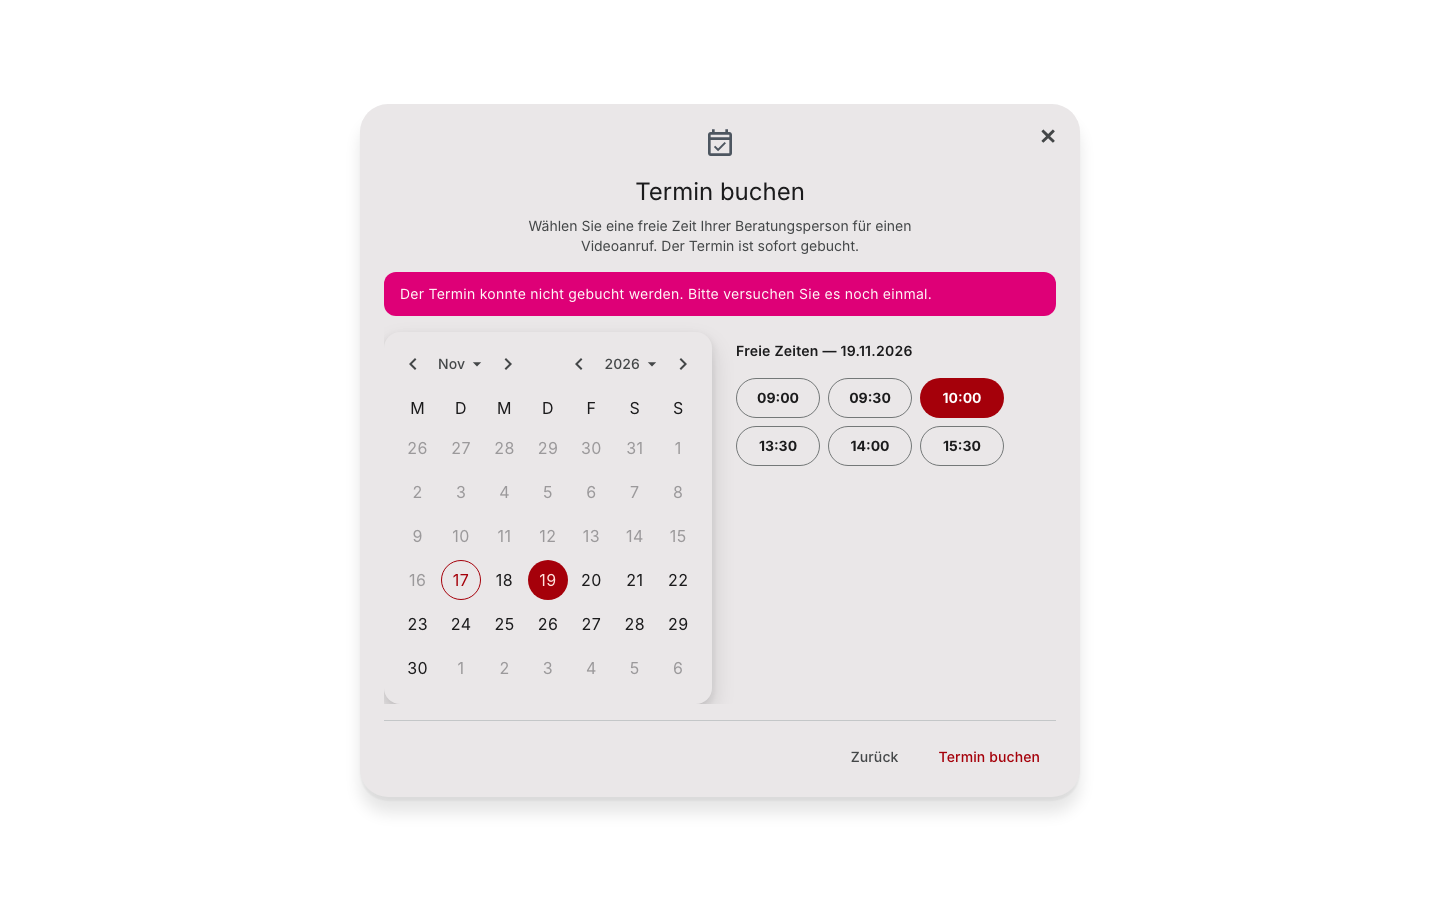 Termin buchen
Wählen Sie eine freie Zeit Ihrer Beratungsperson für einen
Videoanruf. Der Termin ist sofort gebucht.
Der Termin konnte nicht gebucht werden. Bitte versuchen Sie es noch einmal.
Nov 2026
M D M D F S S
26 27 28 29 30 31 1
2 3 4 5 6 7 8
9 10 11 12 13 14 15
16 17 18 19 20 21 22
23 24 25 26 27 28 29
30 1 2 3 4 5 6
Freie Zeiten — 19.11.2026
09:00 09:30 10:00
13:30 14:00 15:30
Zurück Termin buchen